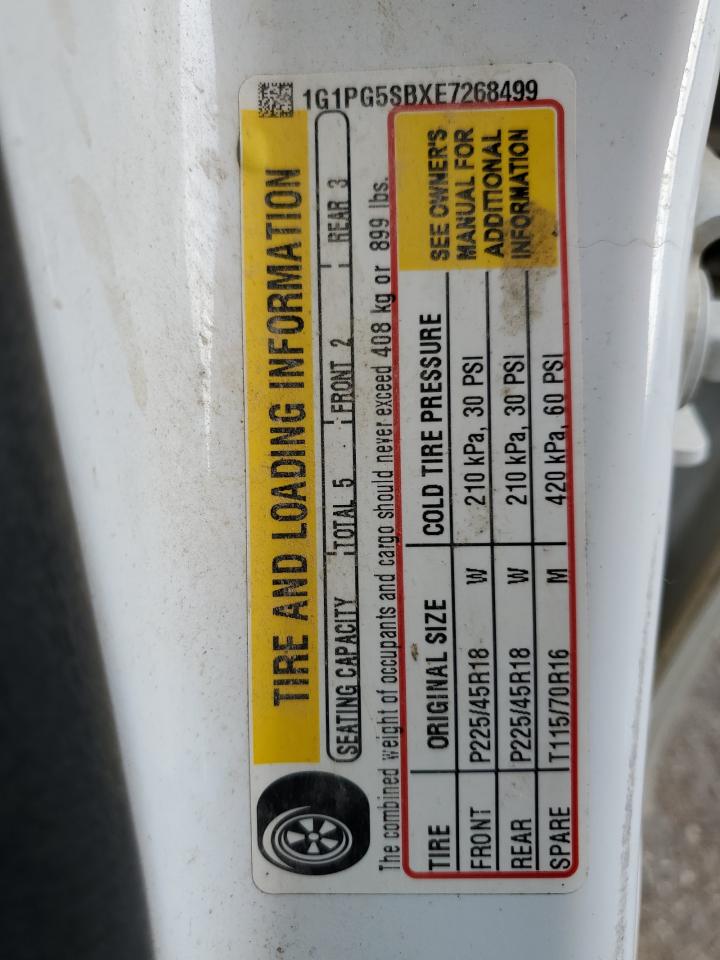 1G1PG5SBXE7268499
TIRE AND LOADING INFORMATION
SEATING CAPACITY TOTAL 5 FRONT 2 REAR 3
The combined weight of occupants and cargo should never exceed 408 kg or 899 lbs.
TIRE ORIGINAL SIZE COLD TIRE PRESSURE
FRONT P225/45R18 W 210 kPa, 30 PSI
REAR P225/45R18 W 210 kPa, 30 PSI
SPARE T115/70R16 M 420 kPa, 60 PSI
SEE OWNER'S
MANUAL FOR
ADDITIONAL
INFORMATION